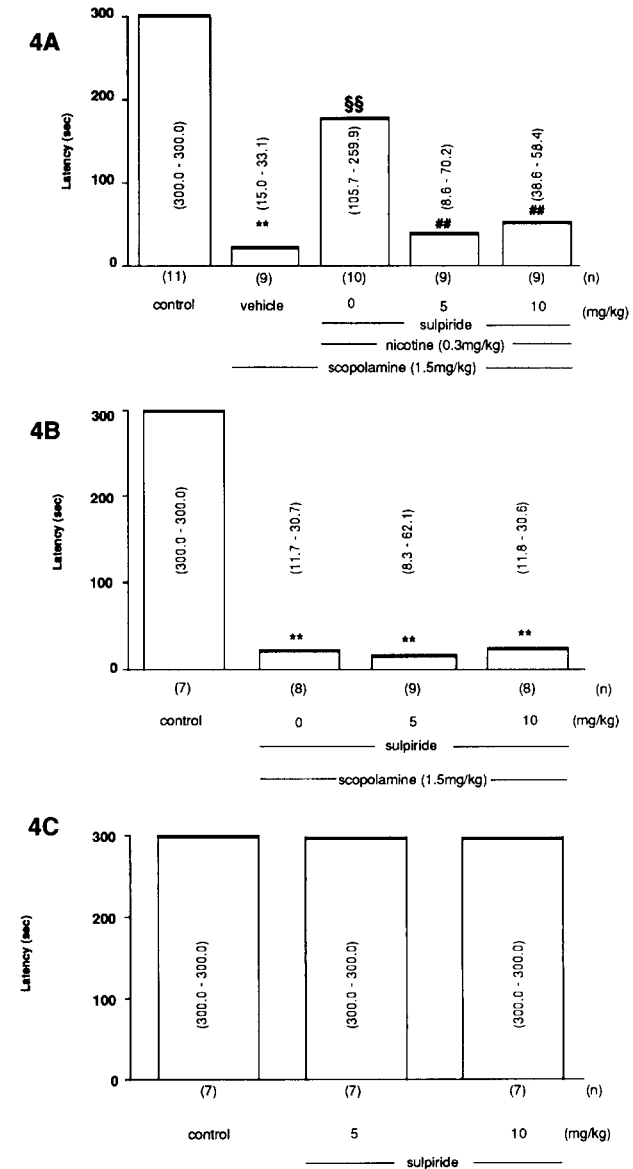 4A
Latency (sec)
300
200
100
0
(300.0 - 300.0)
(15.0 - 33.1)
**
§§
(105.7 - 259.9)
(8.6 - 70.2)
##
(38.6 - 58.4)
##
(11) (9) (10) (9) (9) (n)
control vehicle 0 5 10 (mg/kg)
sulpiride
nicotine (0.3mg/kg)
scopolamine (1.5mg/kg)
4B
Latency (sec)
300
200
100
0
(300.0 - 300.0)
(11.7 - 30.7)
**
(8.3 - 62.1)
**
(11.8 - 30.6)
**
(7) (8) (9) (8) (n)
control 0 5 10 (mg/kg)
sulpiride
scopolamine (1.5mg/kg)
4C
Latency (sec)
300
200
100
0
(300.0 - 300.0)
(300.0 - 300.0)
(300.0 - 300.0)
(7) (7) (7) (n)
control 5 10 (mg/kg)
sulpiride